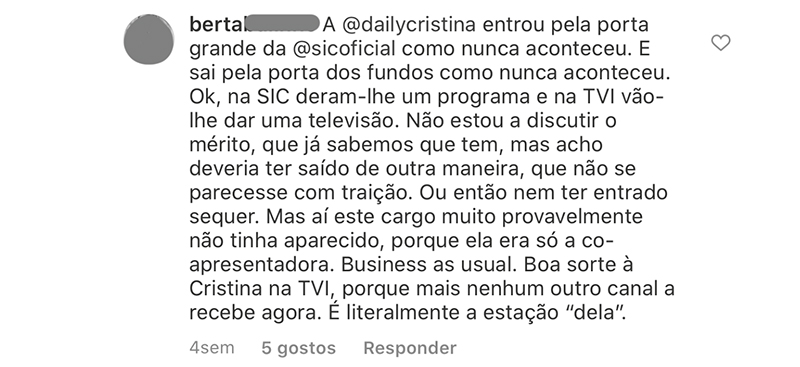 berta A @dailycristina entrou pela porta
grande da @sicoficial como nunca aconteceu. E
sai pela porta dos fundos como nunca aconteceu.
Ok, na SIC deram-lhe um programa e na TVI vão-
lhe dar uma televisão. Não estou a discutir o
mérito, que já sabemos que tem, mas acho
deveria ter saído de outra maneira, que não se
parecesse com traição. Ou então nem ter entrado
sequer. Mas aí este cargo muito provavelmente
não tinha aparecido, porque ela era só a co-
apresentadora. Business as usual. Boa sorte à
Cristina na TVI, porque mais nenhum outro canal a
recebe agora. É literalmente a estação “dela”.
4sem 5 gostos Responder